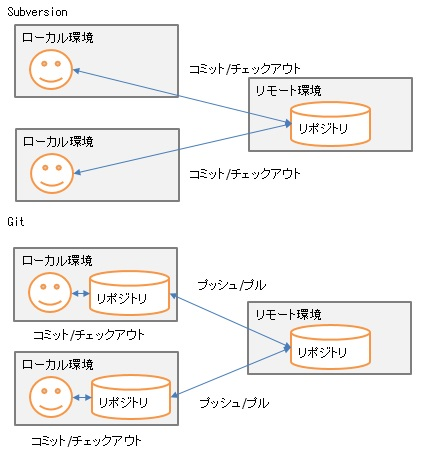 Subversion
ローカル環境
コミット/チェックアウト
リモート環境
リポジトリ
ローカル環境
コミット/チェックアウト
Git
ローカル環境
リポジトリ
プッシュ/プル
コミット/チェックアウト
リモート環境
リポジトリ
ローカル環境
リポジトリ
プッシュ/プル
コミット/チェックアウト